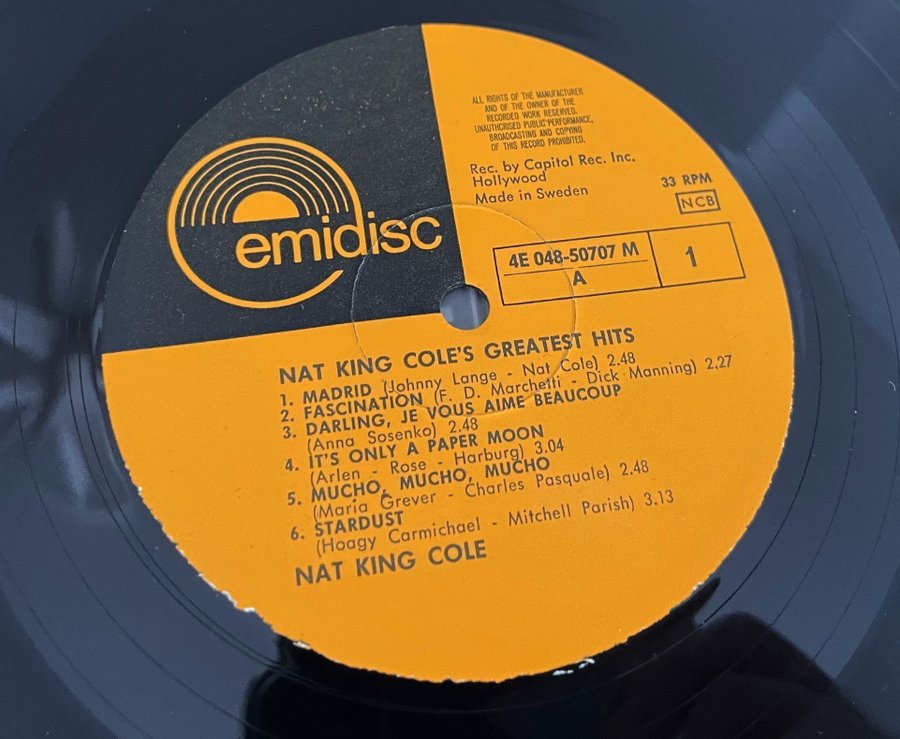 ALL RIGHTS OF THE MANUFACTURER
AND OF THE OWNER OF THE
RECORDED WORK RESERVED.
UNAUTHORISED PUBLIC PERFORMANCE,
BROADCASTING AND COPYING
OF THIS RECORD PROHIBITED.
Rec. by Capitol Rec. Inc.
Hollywood
Made in Sweden
33 RPM
NCB
emidisc
4E 048-50707 M
A
1
NAT KING COLE'S GREATEST HITS
1. MADRID (Johnny Lange - Nat Cole) 2.48
2. FASCINATION (F. D. Marchetti - Dick Manning) 2.27
3. DARLING, JE VOUS AIME BEAUCOUP
(Anna Sosenko) 2.48
4. IT'S ONLY A PAPER MOON
(Arlen - Rose - Harburg) 3.04
5. MUCHO, MUCHO, MUCHO
(Maria Grever - Charles Pasquale) 2.48
6. STARDUST
(Hoagy Carmichael - Mitchell Parish) 3.13
NAT KING COLE